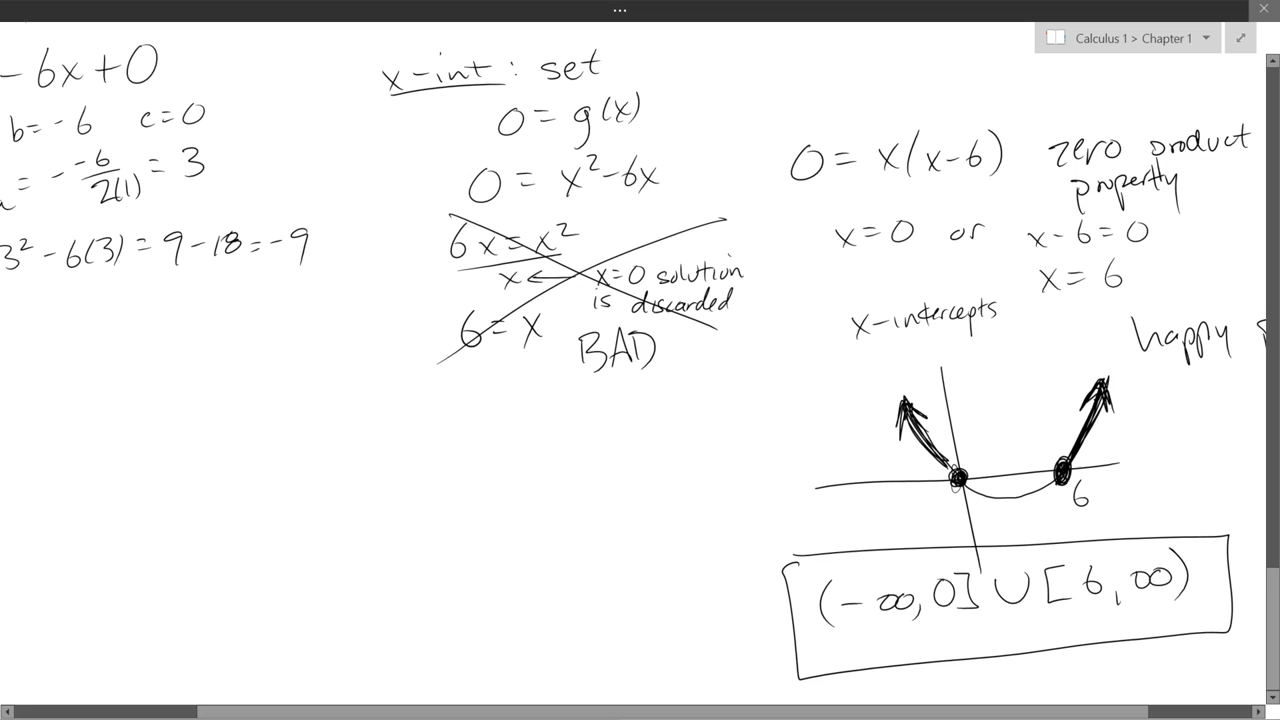 Calculus 1 > Chapter 1
- 6x + 0
b = -6 c = 0
= - -6/2(1) = 3
3² - 6(3) = 9 - 18 = -9
x-int: set
0 = g(x)
0 = x² - 6x
6x = x²
x ← x=0 solution
is discarded
6 = x
BAD
0 = x(x-6) zero product
property
x = 0 or x - 6 = 0
x = 6
x-intercepts
happy
6
(-∞, 0] ∪ [6, ∞)